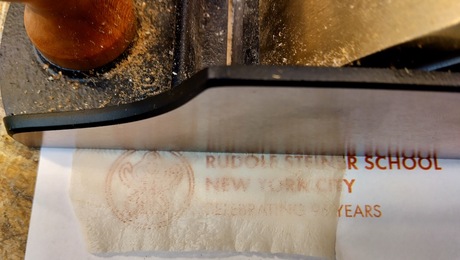 RUDOLF STEINER SCHOOL
NEW YORK CITY
CELEBRATING YEARS